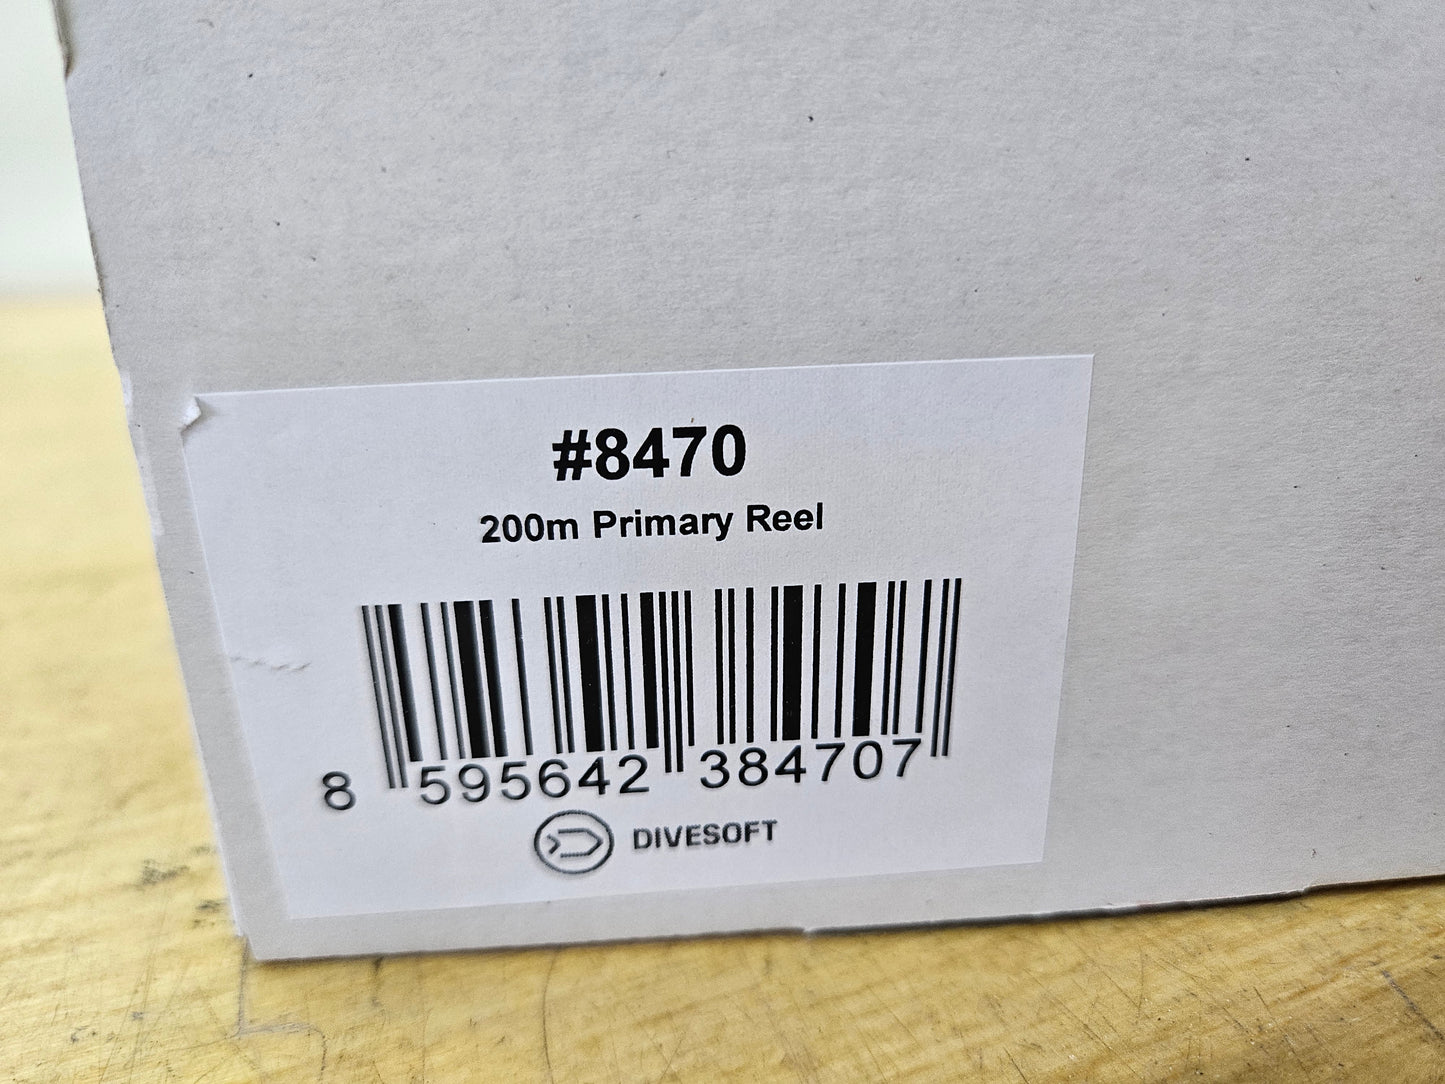 #8470
200m Primary Reel
8 595642 384707
DIVESOFT